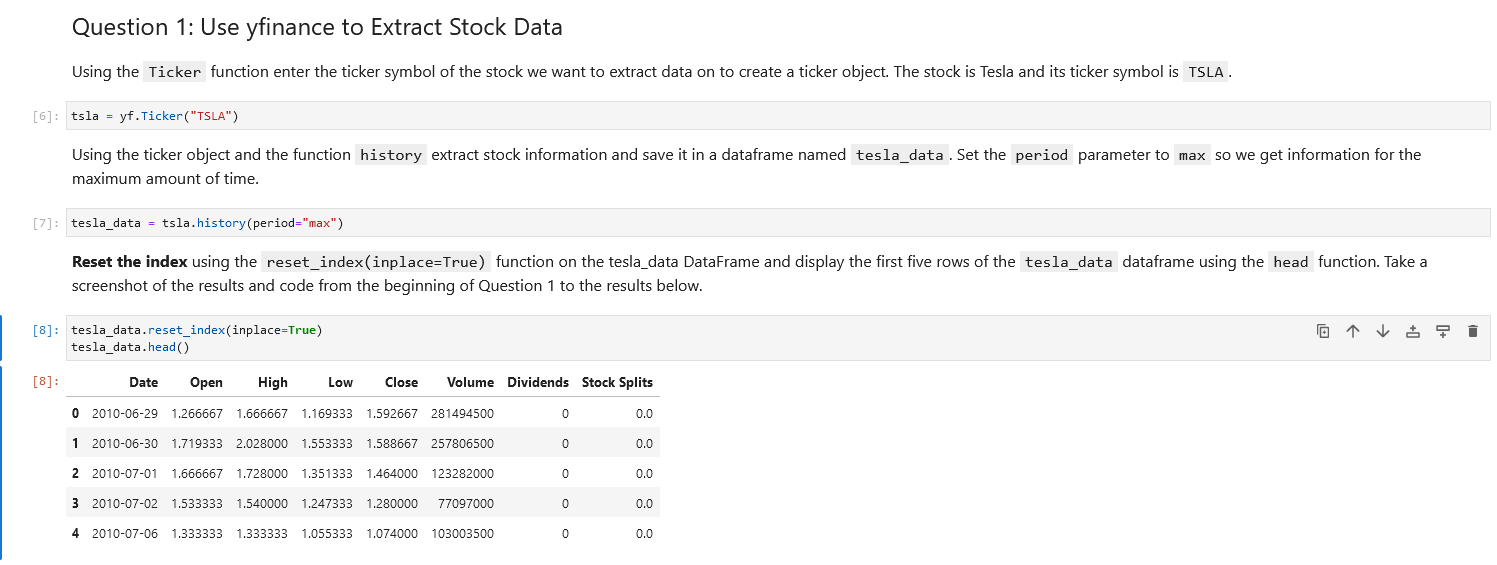 Question 1: Use yfinance to Extract Stock Data
Using the Ticker function enter the ticker symbol of the stock we want to extract data on to create a ticker object. The stock is Tesla and its ticker symbol is TSLA.
[6]: tsla = yf.Ticker("TSLA")
Using the ticker object and the function history extract stock information and save it in a dataframe named tesla_data. Set the period parameter to max so we get information for the
maximum amount of time.
[7]: tesla_data = tsla.history(period="max")
Reset the index using the reset_index(inplace=True) function on the tesla_data DataFrame and display the first five rows of the tesla_data dataframe using the head function. Take a
screenshot of the results and code from the beginning of Question 1 to the results below.
[8]: tesla_data.reset_index(inplace=True)
tesla_data.head()
[8]: Date Open High Low Close Volume Dividends Stock Splits
0 2010-06-29 1.266667 1.666667 1.169333 1.592667 281494500 0 0.0
1 2010-06-30 1.719333 2.028000 1.553333 1.588667 257806500 0 0.0
2 2010-07-01 1.666667 1.728000 1.351333 1.464000 123282000 0 0.0
3 2010-07-02 1.533333 1.540000 1.247333 1.280000 77097000 0 0.0
4 2010-07-06 1.333333 1.333333 1.055333 1.074000 103003500 0 0.0